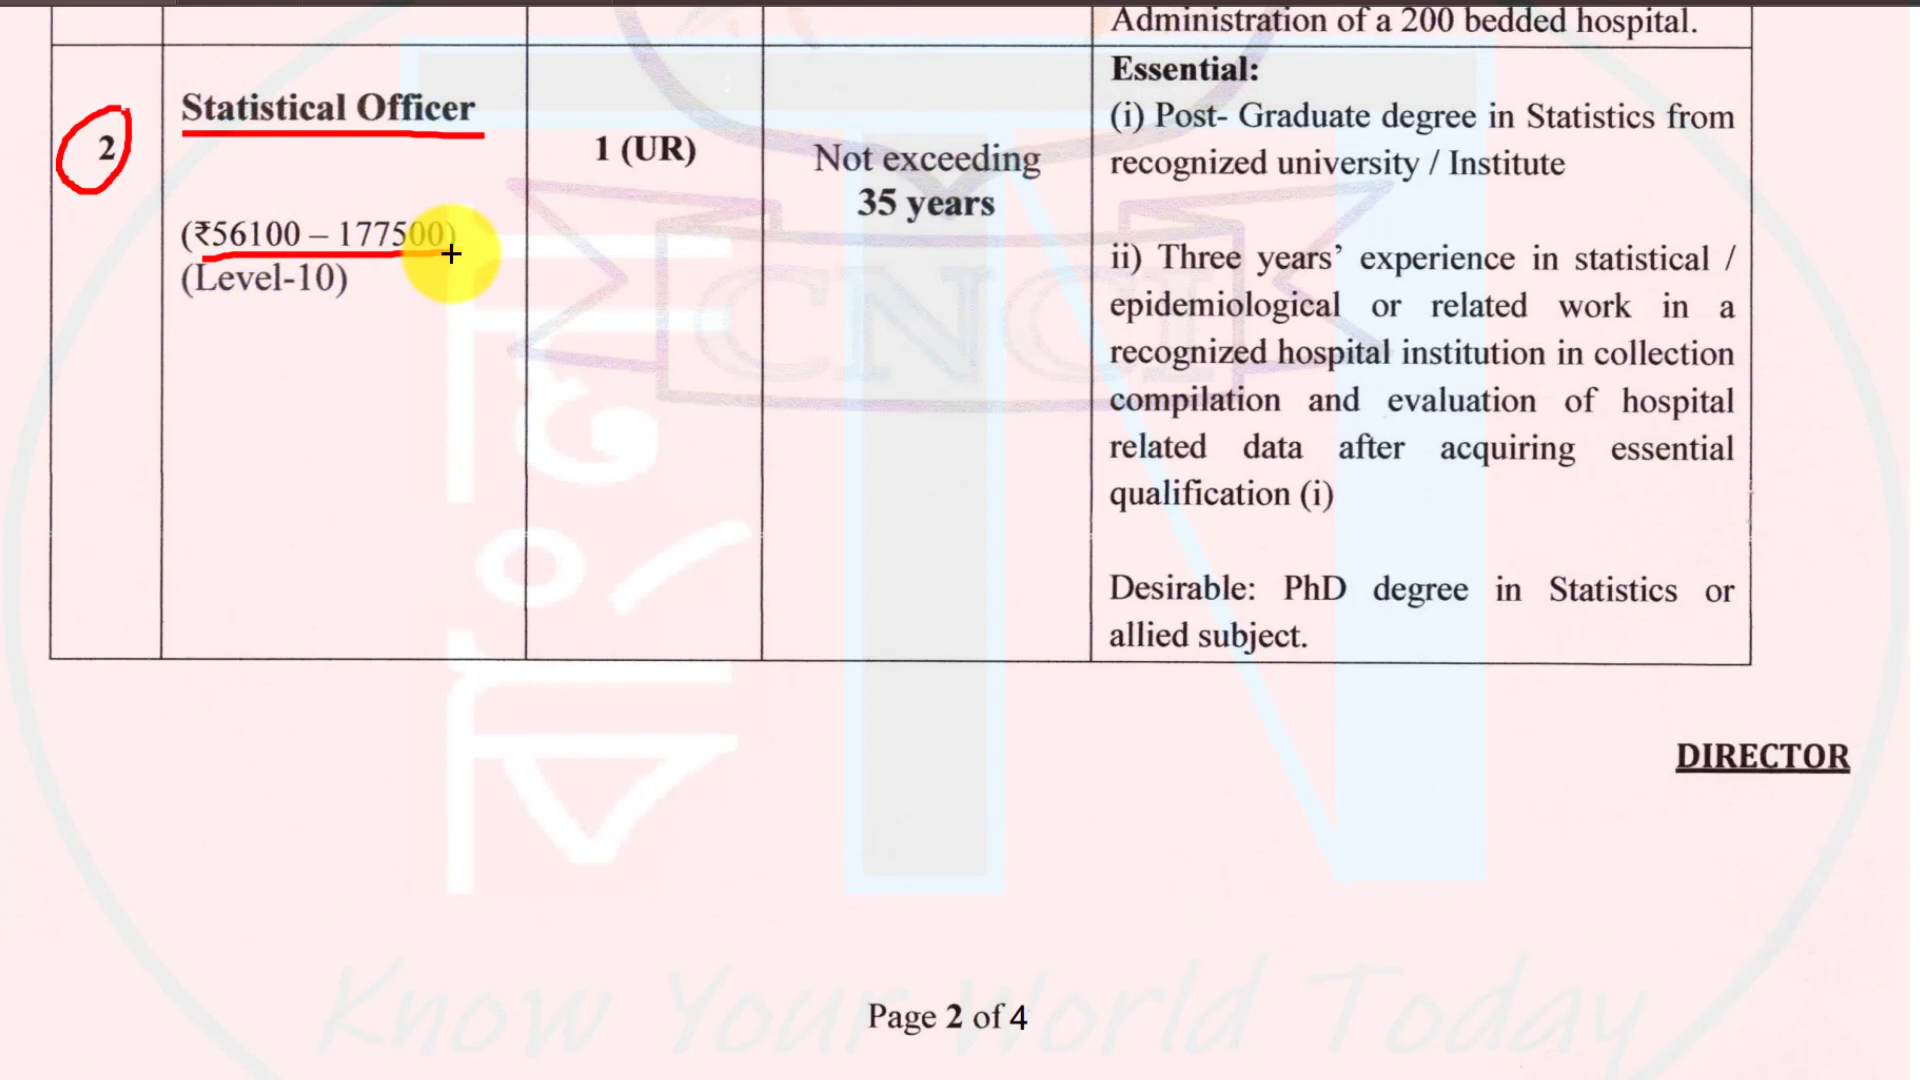 Administration of a 200 bedded hospital.
2
Statistical Officer
(₹56100 – 177500)
(Level-10)
1 (UR)
Not exceeding
35 years
Essential:
(i) Post- Graduate degree in Statistics from
recognized university / Institute
ii) Three years’ experience in statistical /
epidemiological or related work in a
recognized hospital institution in collection
compilation and evaluation of hospital
related data after acquiring essential
qualification (i)
Desirable: PhD degree in Statistics or
allied subject.
DIRECTOR
CNCI
Know Your World Today
Page 2 of 4